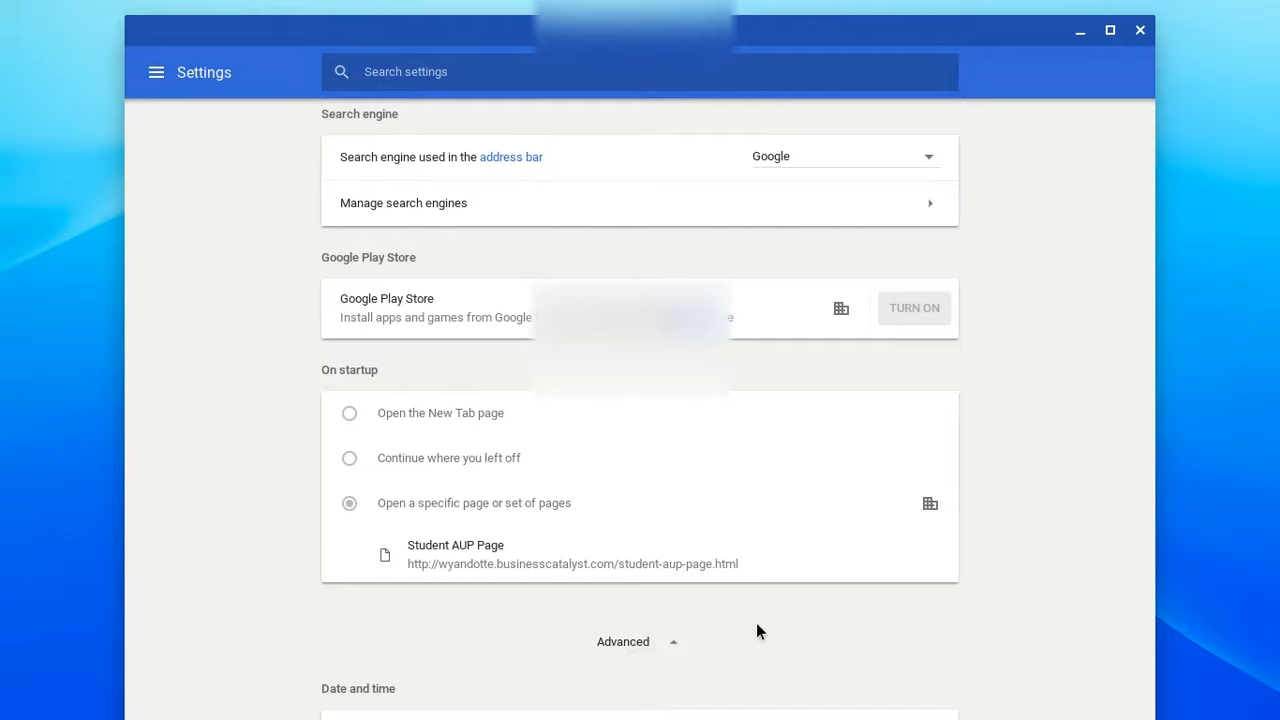 Settings
Search settings
Search engine
Search engine used in the address bar
Google
Manage search engines
Google Play Store
Google Play Store
Install apps and games from Google
TURN ON
On startup
Open the New Tab page
Continue where you left off
Open a specific page or set of pages
Student AUP Page
http://wyandotte.businesscatalyst.com/student-aup-page.html
Advanced
Date and time